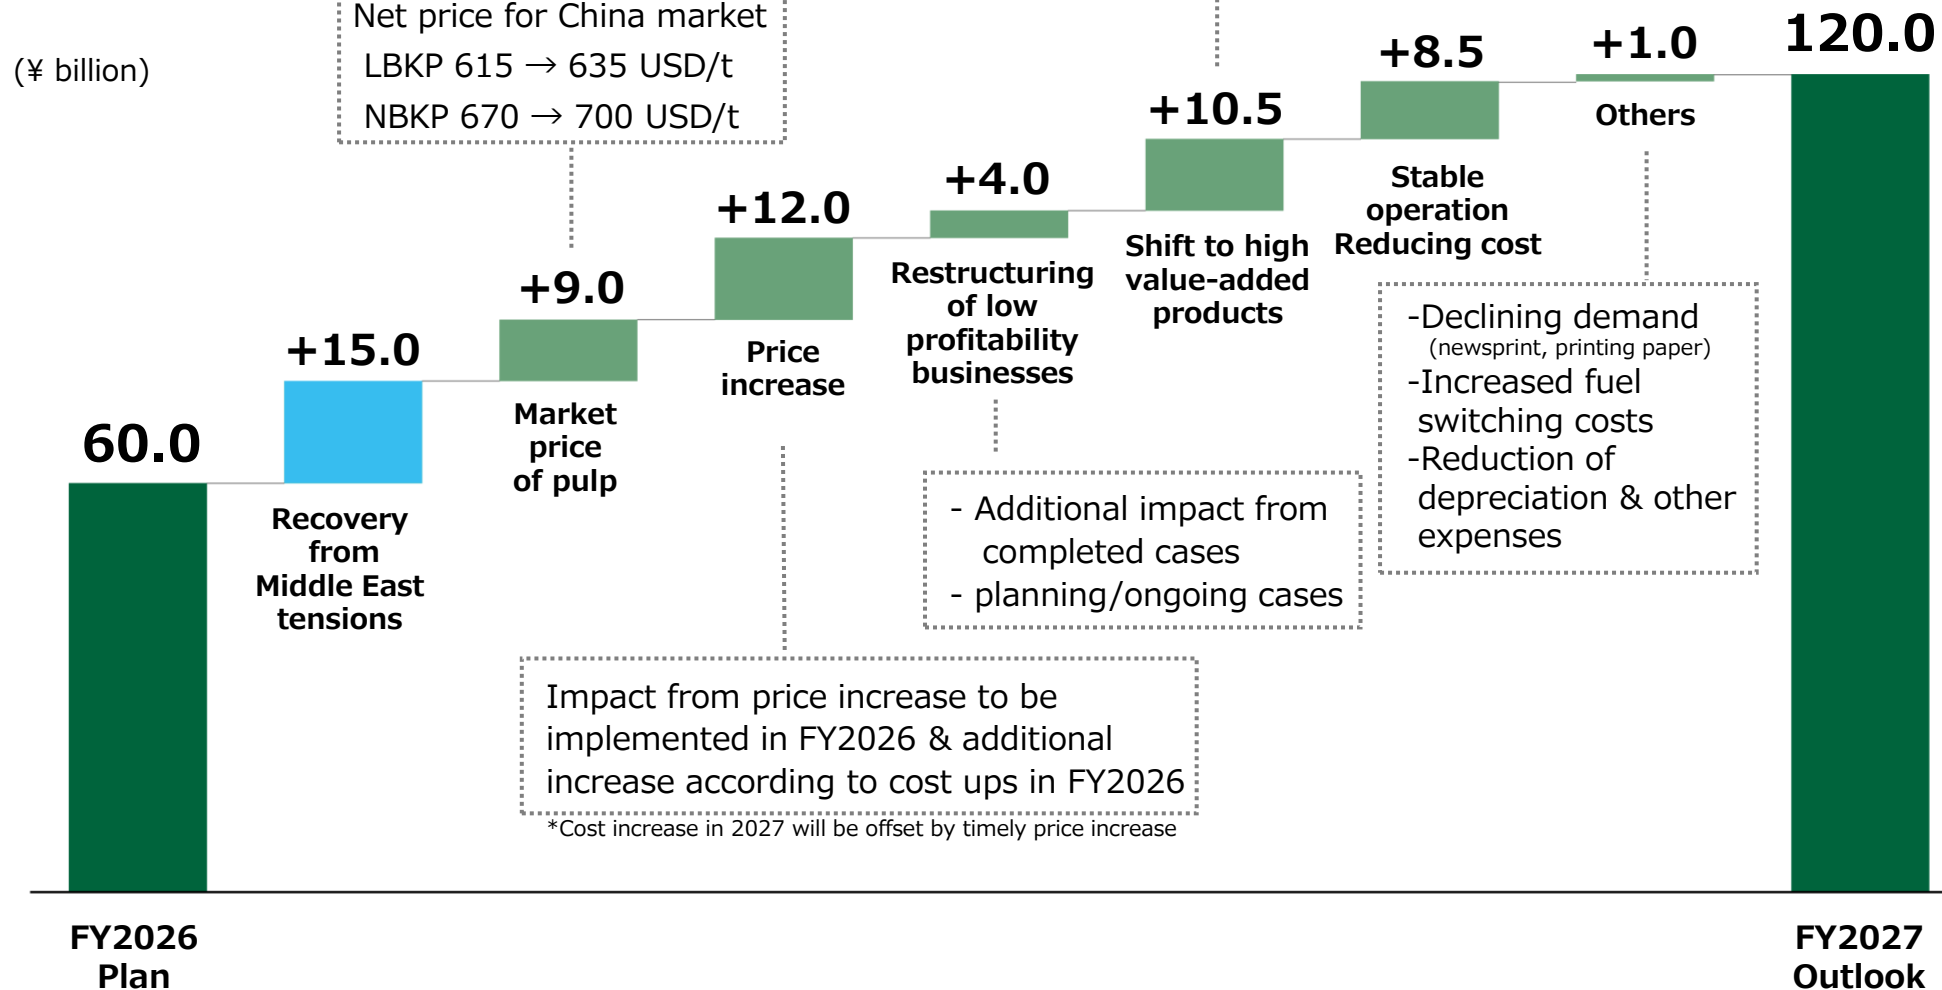 (¥ billion)
Net price for China market
LBKP 615 → 635 USD/t
NBKP 670 → 700 USD/t
60.0
+15.0
Recovery
from
Middle East
tensions
+9.0
Market
price
of pulp
+12.0
Price
increase
+4.0
Restructuring
of low
profitability
businesses
+10.5
Shift to high
value-added
products
+8.5
Stable
operation
Reducing cost
+1.0
Others
120.0
-Declining demand
(newsprint, printing paper)
-Increased fuel
switching costs
-Reduction of
depreciation & other
expenses
- Additional impact from
completed cases
- planning/ongoing cases
Impact from price increase to be
implemented in FY2026 & additional
increase according to cost ups in FY2026
*Cost increase in 2027 will be offset by timely price increase
FY2026
Plan
FY2027
Outlook